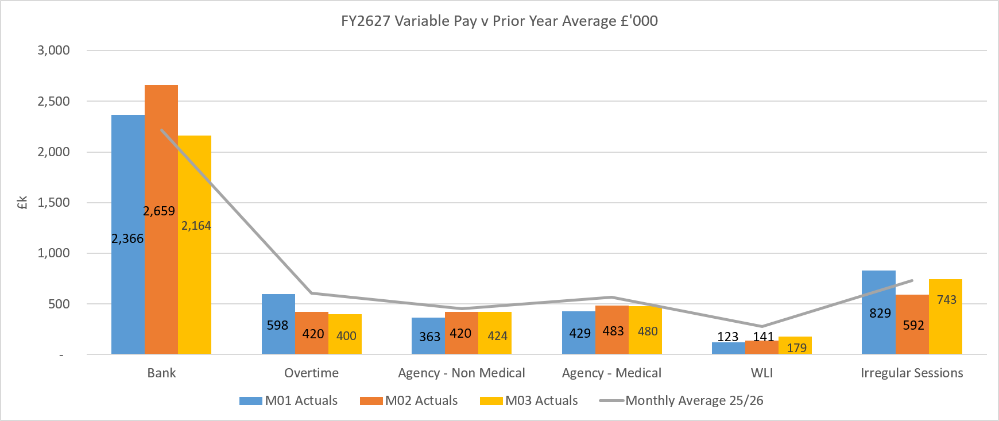 FY2627 Variable Pay v Prior Year Average £'000
3,000
2,500
2,000
1,500
1,000
500
-
£k
2,366
2,659
2,164
598
420
400
363
420
424
429
483
480
123
141
179
829
592
743
Bank
Overtime
Agency - Non Medical
Agency - Medical
WLI
Irregular Sessions
M01 Actuals
M02 Actuals
M03 Actuals
Monthly Average 25/26